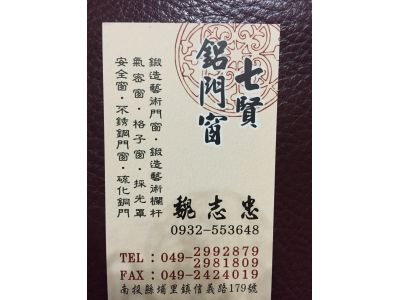 七賢
鋁門窗
鍛造藝術門窗·鍛造藝術欄杆
氣密窗·格子窗·採光罩
安全窗·不銹鋼門窗·硫化銅門
魏志忠
0932-553648
TEL：049-2992879
049-2981809
FAX：049-2424019
南投縣埔里鎮信義路179號